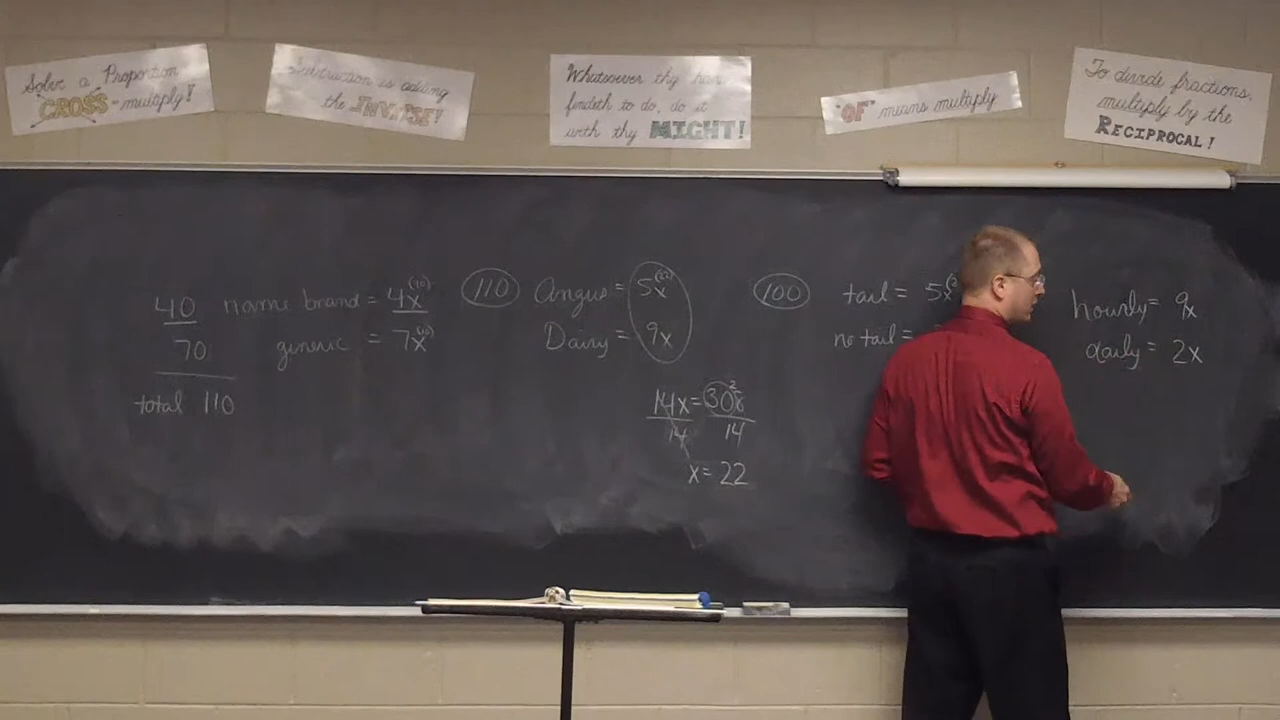 Solve a Proportion
CROSS-multiply!
Subtraction is adding
the INVERSE!
Whatsoever thy hand
findeth to do, do it
with thy MIGHT!
"OF" means multiply
To divide fractions,
multiply by the
RECIPROCAL!
40 name brand = 4x(10)
70 generic = 7x(10)
total 110
110 Angus = 5x(22)
Dairy = 9x
14x = 308
14 14
x = 22
100 tail = 5x
no tail =
hourly = 9x
daily = 2x